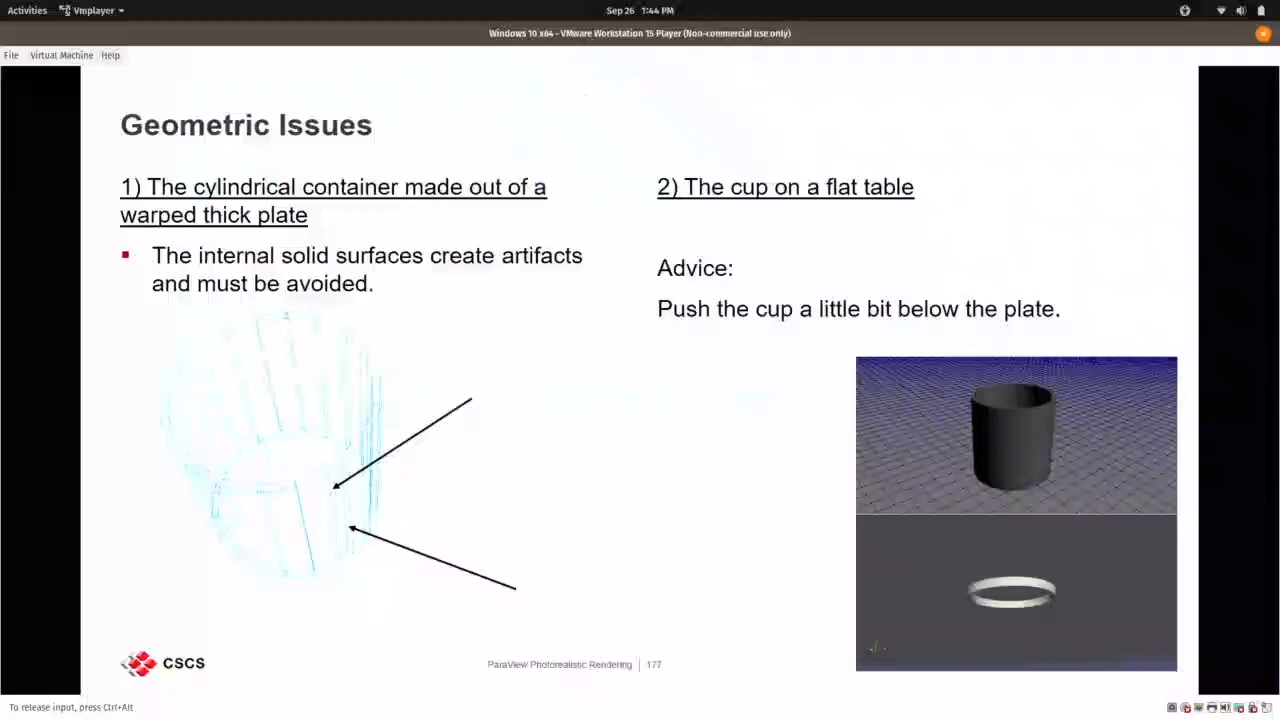 Activities Vmplayer Sep 26 1:44 PM
Windows 10 x64 - VMware Workstation 15 Player (Non-commercial use only)
File Virtual Machine Help
Geometric Issues
1) The cylindrical container made out of a
warped thick plate
The internal solid surfaces create artifacts
and must be avoided.
2) The cup on a flat table
Advice:
Push the cup a little bit below the plate.
CSCS
ParaView Photorealistic Rendering 177
To release input, press Ctrl+Alt